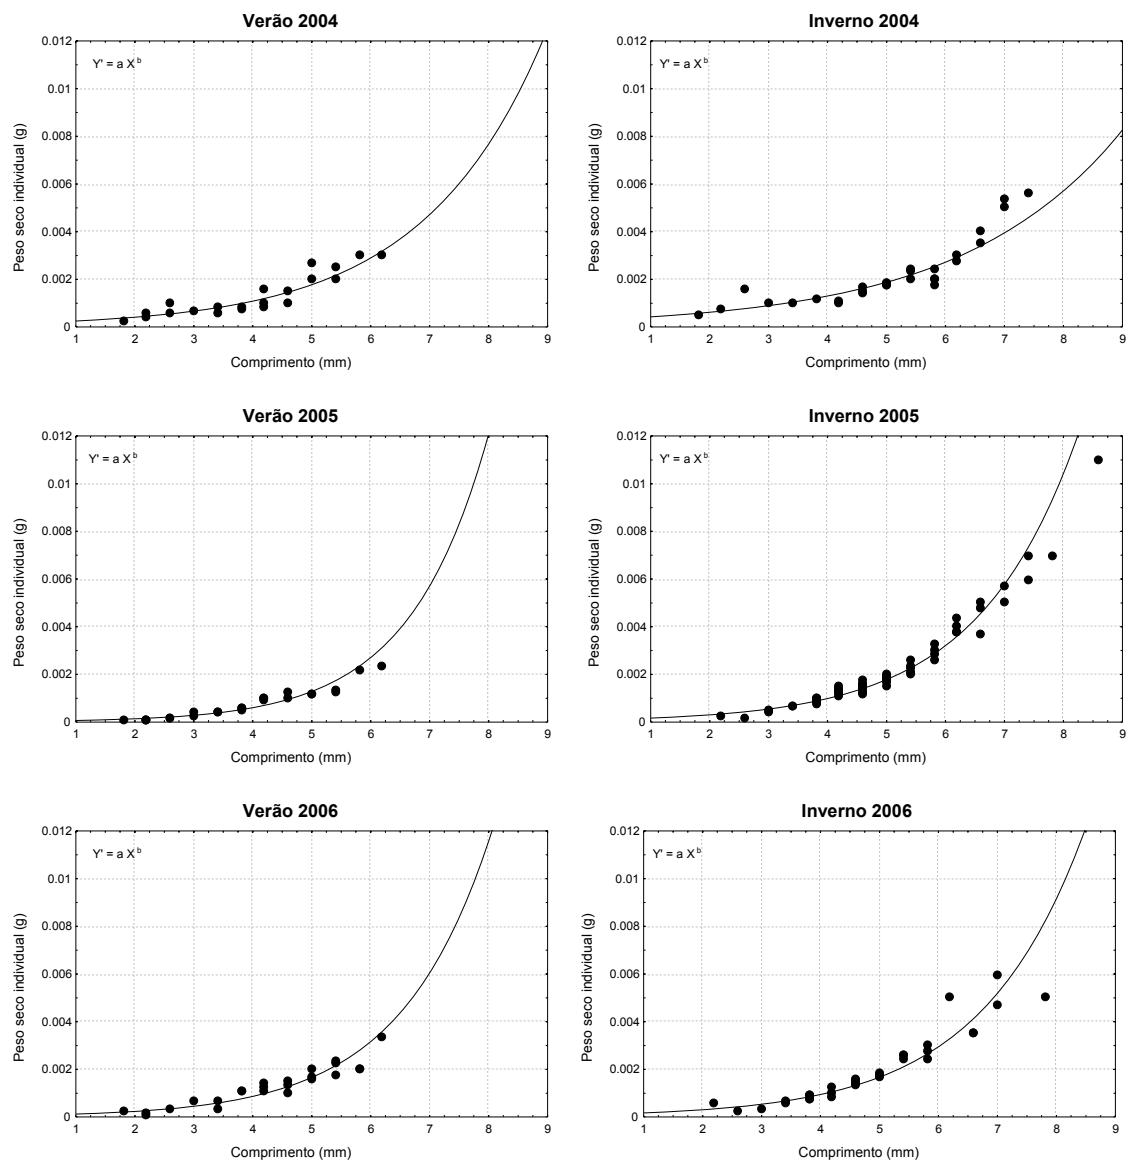 Verão 2004
Y' = a X^b
0.012
0.01
0.008
0.006
0.004
0.002
0
Peso seco individual (g)
1 2 3 4 5 6 7 8 9
Comprimento (mm)
Inverno 2004
Y' = a X^b
0.012
0.01
0.008
0.006
0.004
0.002
0
Peso seco individual (g)
1 2 3 4 5 6 7 8 9
Comprimento (mm)
Verão 2005
Y' = a X^b
0.012
0.01
0.008
0.006
0.004
0.002
0
Peso seco individual (g)
1 2 3 4 5 6 7 8 9
Comprimento (mm)
Inverno 2005
Y' = a X^b
0.012
0.01
0.008
0.006
0.004
0.002
0
Peso seco individual (g)
1 2 3 4 5 6 7 8 9
Comprimento (mm)
Verão 2006
Y' = a X^b
0.012
0.01
0.008
0.006
0.004
0.002
0
Peso seco individual (g)
1 2 3 4 5 6 7 8 9
Comprimento (mm)
Inverno 2006
Y' = a X^b
0.012
0.01
0.008
0.006
0.004
0.002
0
Peso seco individual (g)
1 2 3 4 5 6 7 8 9
Comprimento (mm)